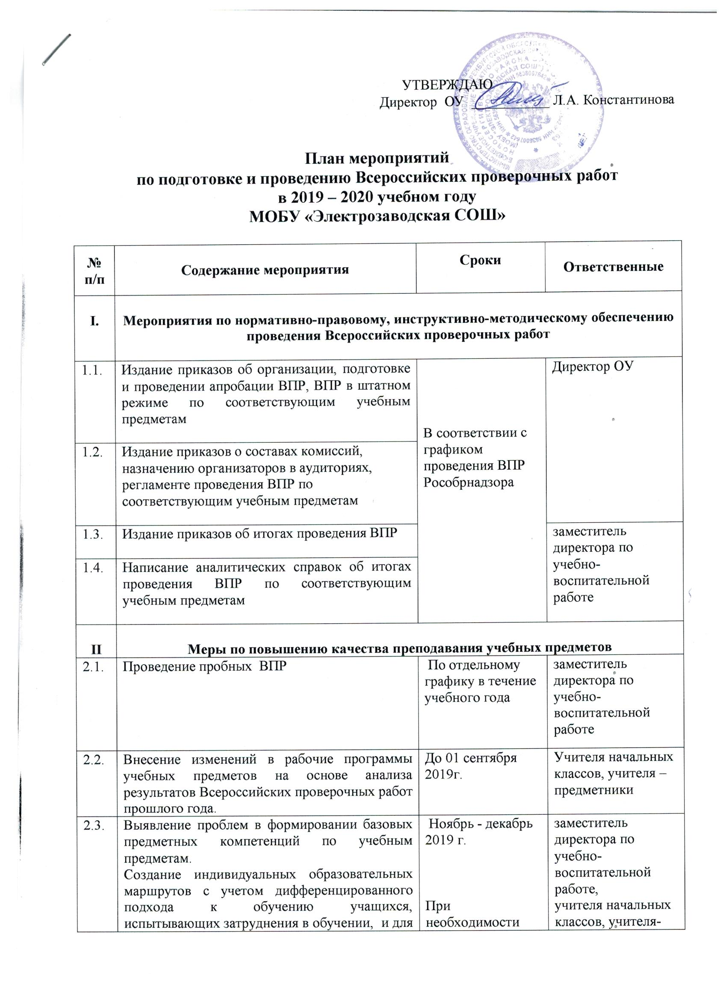 УТВЕРЖДАЮ
Директор ОУ ____________ Л.А. Константинова
План мероприятий
по подготовке и проведению Всероссийских проверочных работ
в 2019 – 2020 учебном году
МОБУ «Электрозаводская СОШ»
№
п/п
Содержание мероприятия
Сроки
Ответственные
I.
Мероприятия по нормативно-правовому, инструктивно-методическому обеспечению
проведения Всероссийских проверочных работ
1.1.
Издание приказов об организации, подготовке
и проведении апробации ВПР, ВПР в штатном
режиме по соответствующим учебным
предметам
В соответствии с
графиком
проведения ВПР
Рособрнадзора
Директор ОУ
1.2.
Издание приказов о составах комиссий,
назначению организаторов в аудиториях,
регламенте проведения ВПР по
соответствующим учебным предметам
1.3.
Издание приказов об итогах проведения ВПР
заместитель
директора по
учебно-
воспитательной
работе
1.4.
Написание аналитических справок об итогах
проведения ВПР по соответствующим
учебным предметам
II
Меры по повышению качества преподавания учебных предметов
2.1.
Проведение пробных ВПР
По отдельному
графику в течение
учебного года
заместитель
директора по
учебно-
воспитательной
работе
2.2.
Внесение изменений в рабочие программы
учебных предметов на основе анализа
результатов Всероссийских проверочных работ
прошлого года.
До 01 сентября
2019г.
Учителя начальных
классов, учителя –
предметники
2.3.
Выявление проблем в формировании базовых
предметных компетенций по учебным
предметам.
Создание индивидуальных образовательных
маршрутов с учетом дифференцированного
подхода к обучению учащихся,
испытывающих затруднения в обучении, и для
Ноябрь - декабрь
2019 г.
При
необходимости
заместитель
директора по
учебно-
воспитательной
работе,
учителя начальных
классов, учителя-